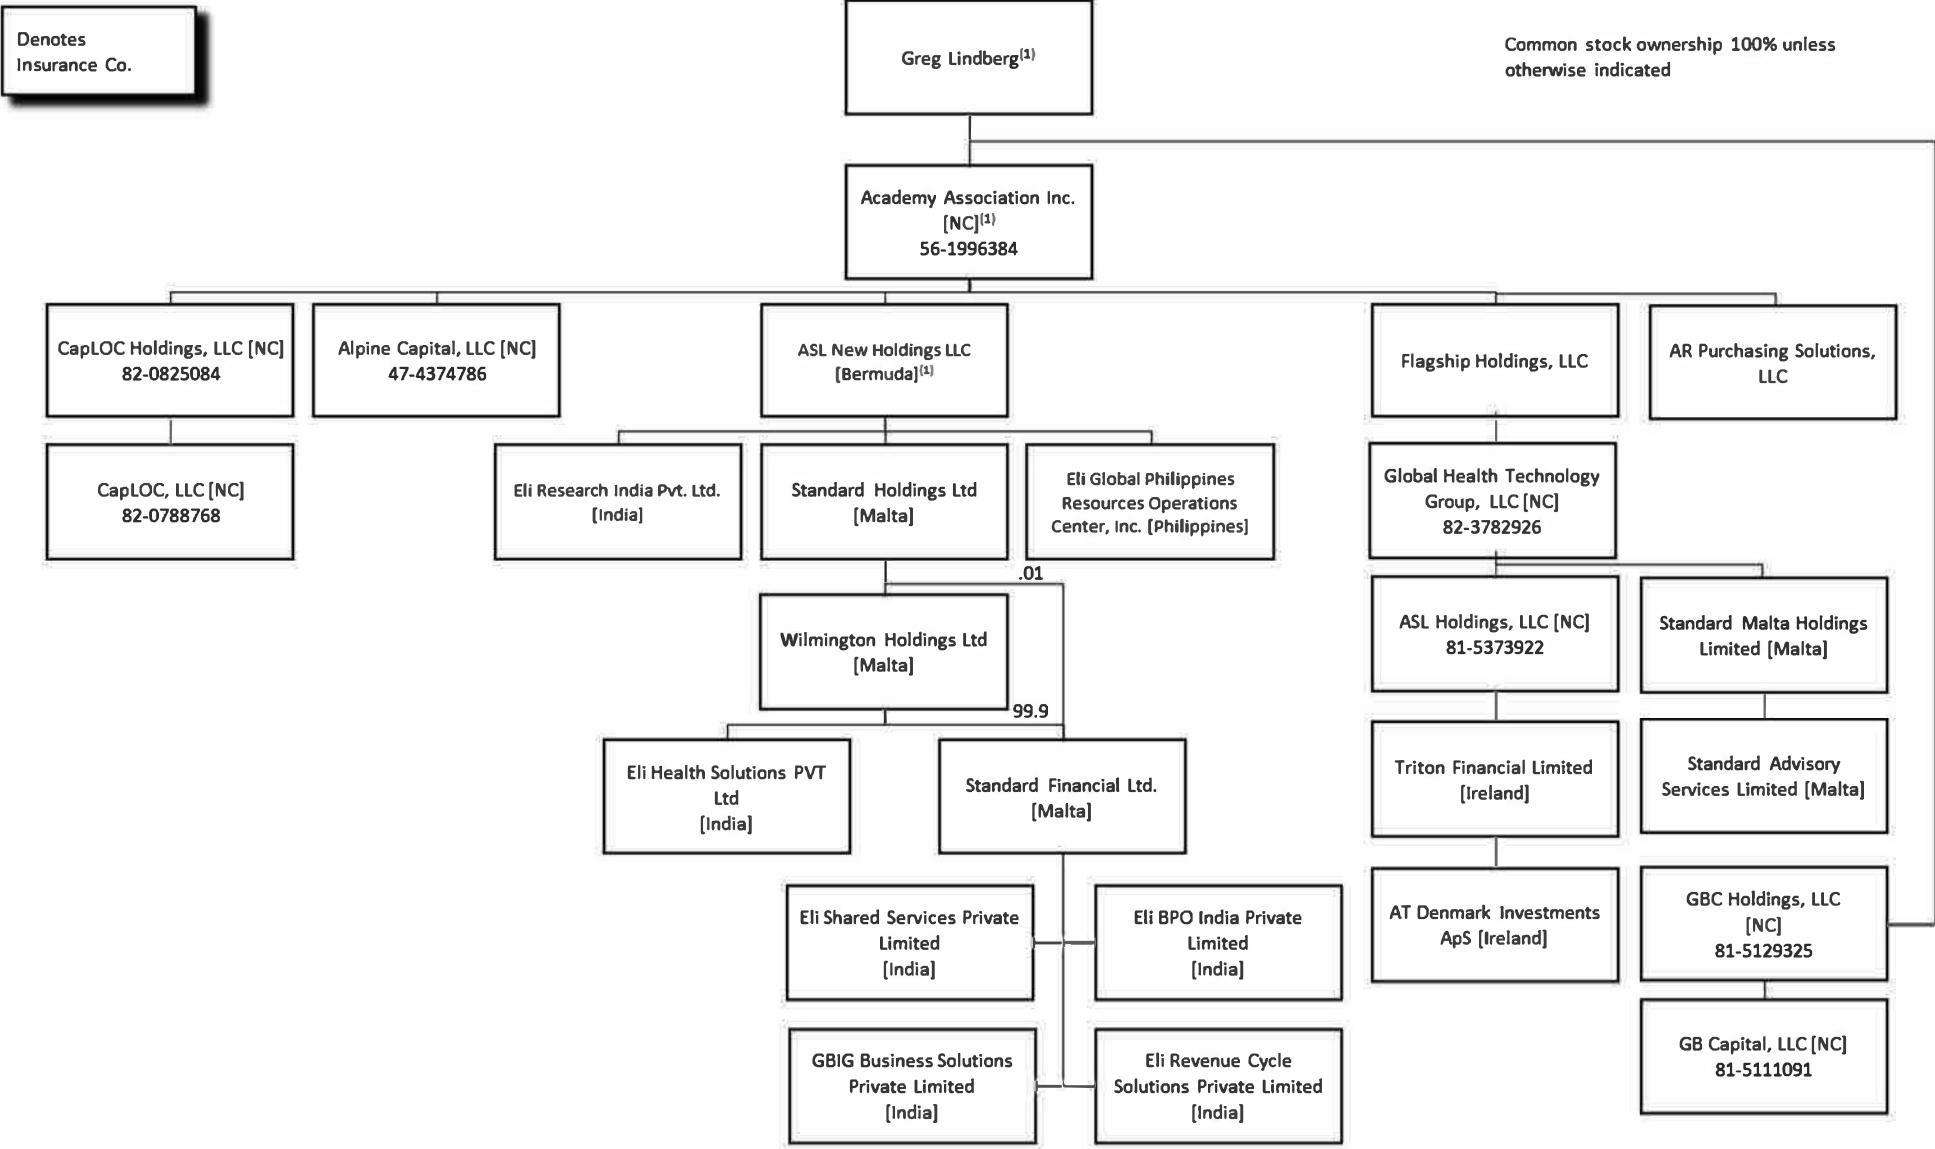 Denotes
Insurance Co.
Greg Lindberg(1)
Common stock ownership 100% unless
otherwise indicated
Academy Association Inc.
[NC](1)
56-1996384
CapLOC Holdings, LLC [NC]
82-0825084
Alpine Capital, LLC [NC]
47-4374786
ASL New Holdings LLC
[Bermuda](1)
Flagship Holdings, LLC
AR Purchasing Solutions,
LLC
CapLOC, LLC [NC]
82-0788768
Eli Research India Pvt. Ltd.
[India]
Standard Holdings Ltd
[Malta]
Eli Global Philippines
Resources Operations
Center, Inc. [Philippines]
Global Health Technology
Group, LLC [NC]
82-3782926
.01
Wilmington Holdings Ltd
[Malta]
ASL Holdings, LLC [NC]
81-5373922
Standard Malta Holdings
Limited [Malta]
99.9
Eli Health Solutions PVT
Ltd
[India]
Standard Financial Ltd.
[Malta]
Triton Financial Limited
[Ireland]
Standard Advisory
Services Limited [Malta]
Eli Shared Services Private
Limited
[India]
Eli BPO India Private
Limited
[India]
AT Denmark Investments
ApS [Ireland]
GBC Holdings, LLC
[NC]
81-5129325
GBIG Business Solutions
Private Limited
[India]
Eli Revenue Cycle
Solutions Private Limited
[India]
GB Capital, LLC [NC]
81-5111091